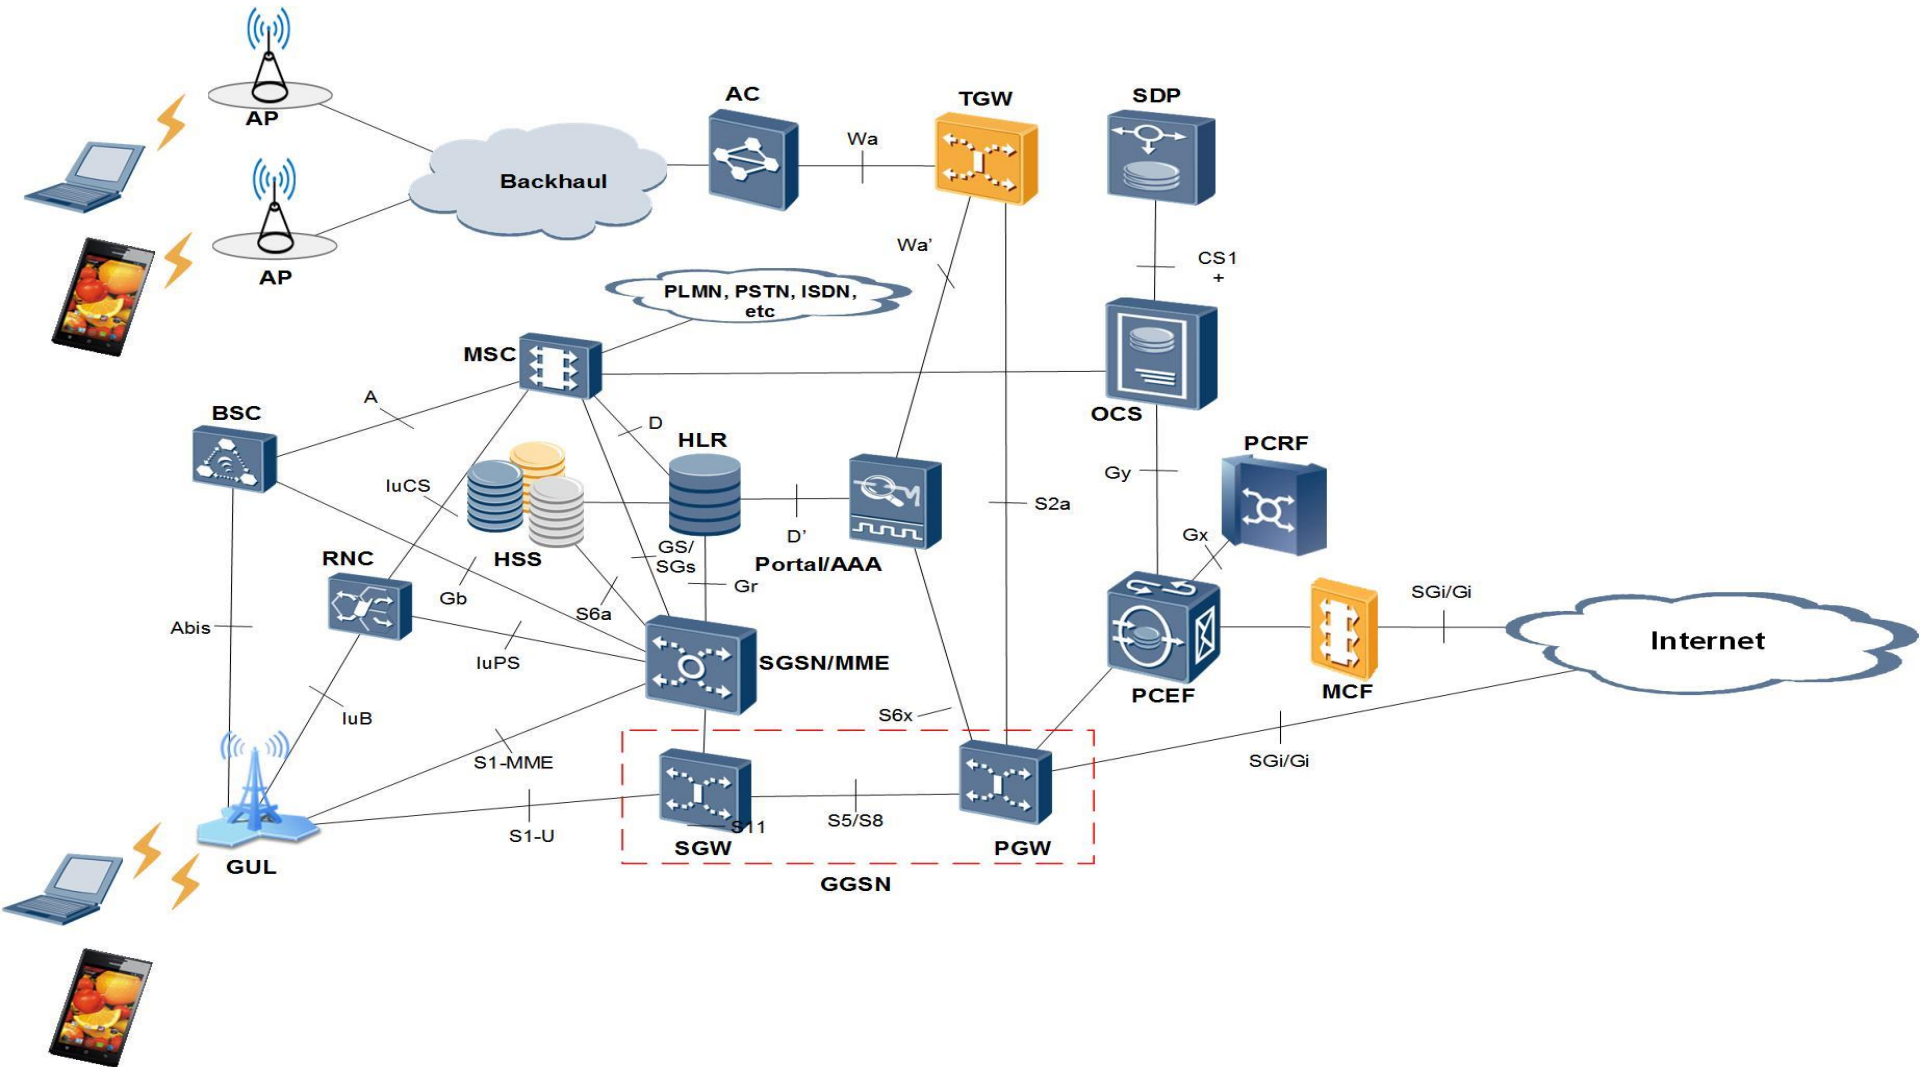 AP
AC
TGW
SDP
Wa
Backhaul
AP
Wa’
CS1
+
PLMN, PSTN, ISDN,
etc
MSC
A
BSC
D
HLR
OCS
PCRF
IuCS
Gy
S2a
D’
Gx
RNC
HSS
GS/
SGs
Portal/AAA
Gb
Gr
S6a
SGi/Gi
Abis
IuPS
SGSN/MME
Internet
PCEF
MCF
IuB
S6x
S1-MME
SGi/Gi
S11
S5/S8
S1-U
SGW
PGW
GUL
GGSN